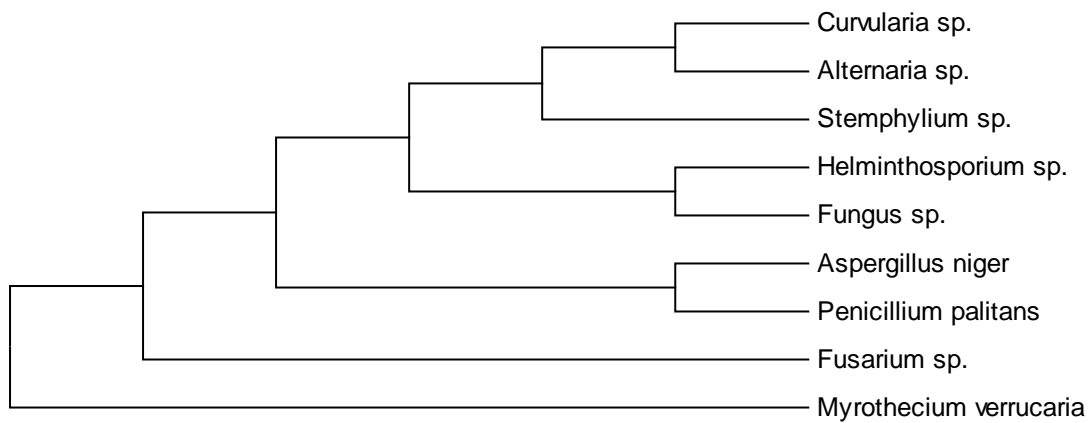 Curvularia sp.
Alternaria sp.
Stemphylium sp.
Helminthosporium sp.
Fungus sp.
Aspergillus niger
Penicillium palitans
Fusarium sp.
Myrothecium verrucaria